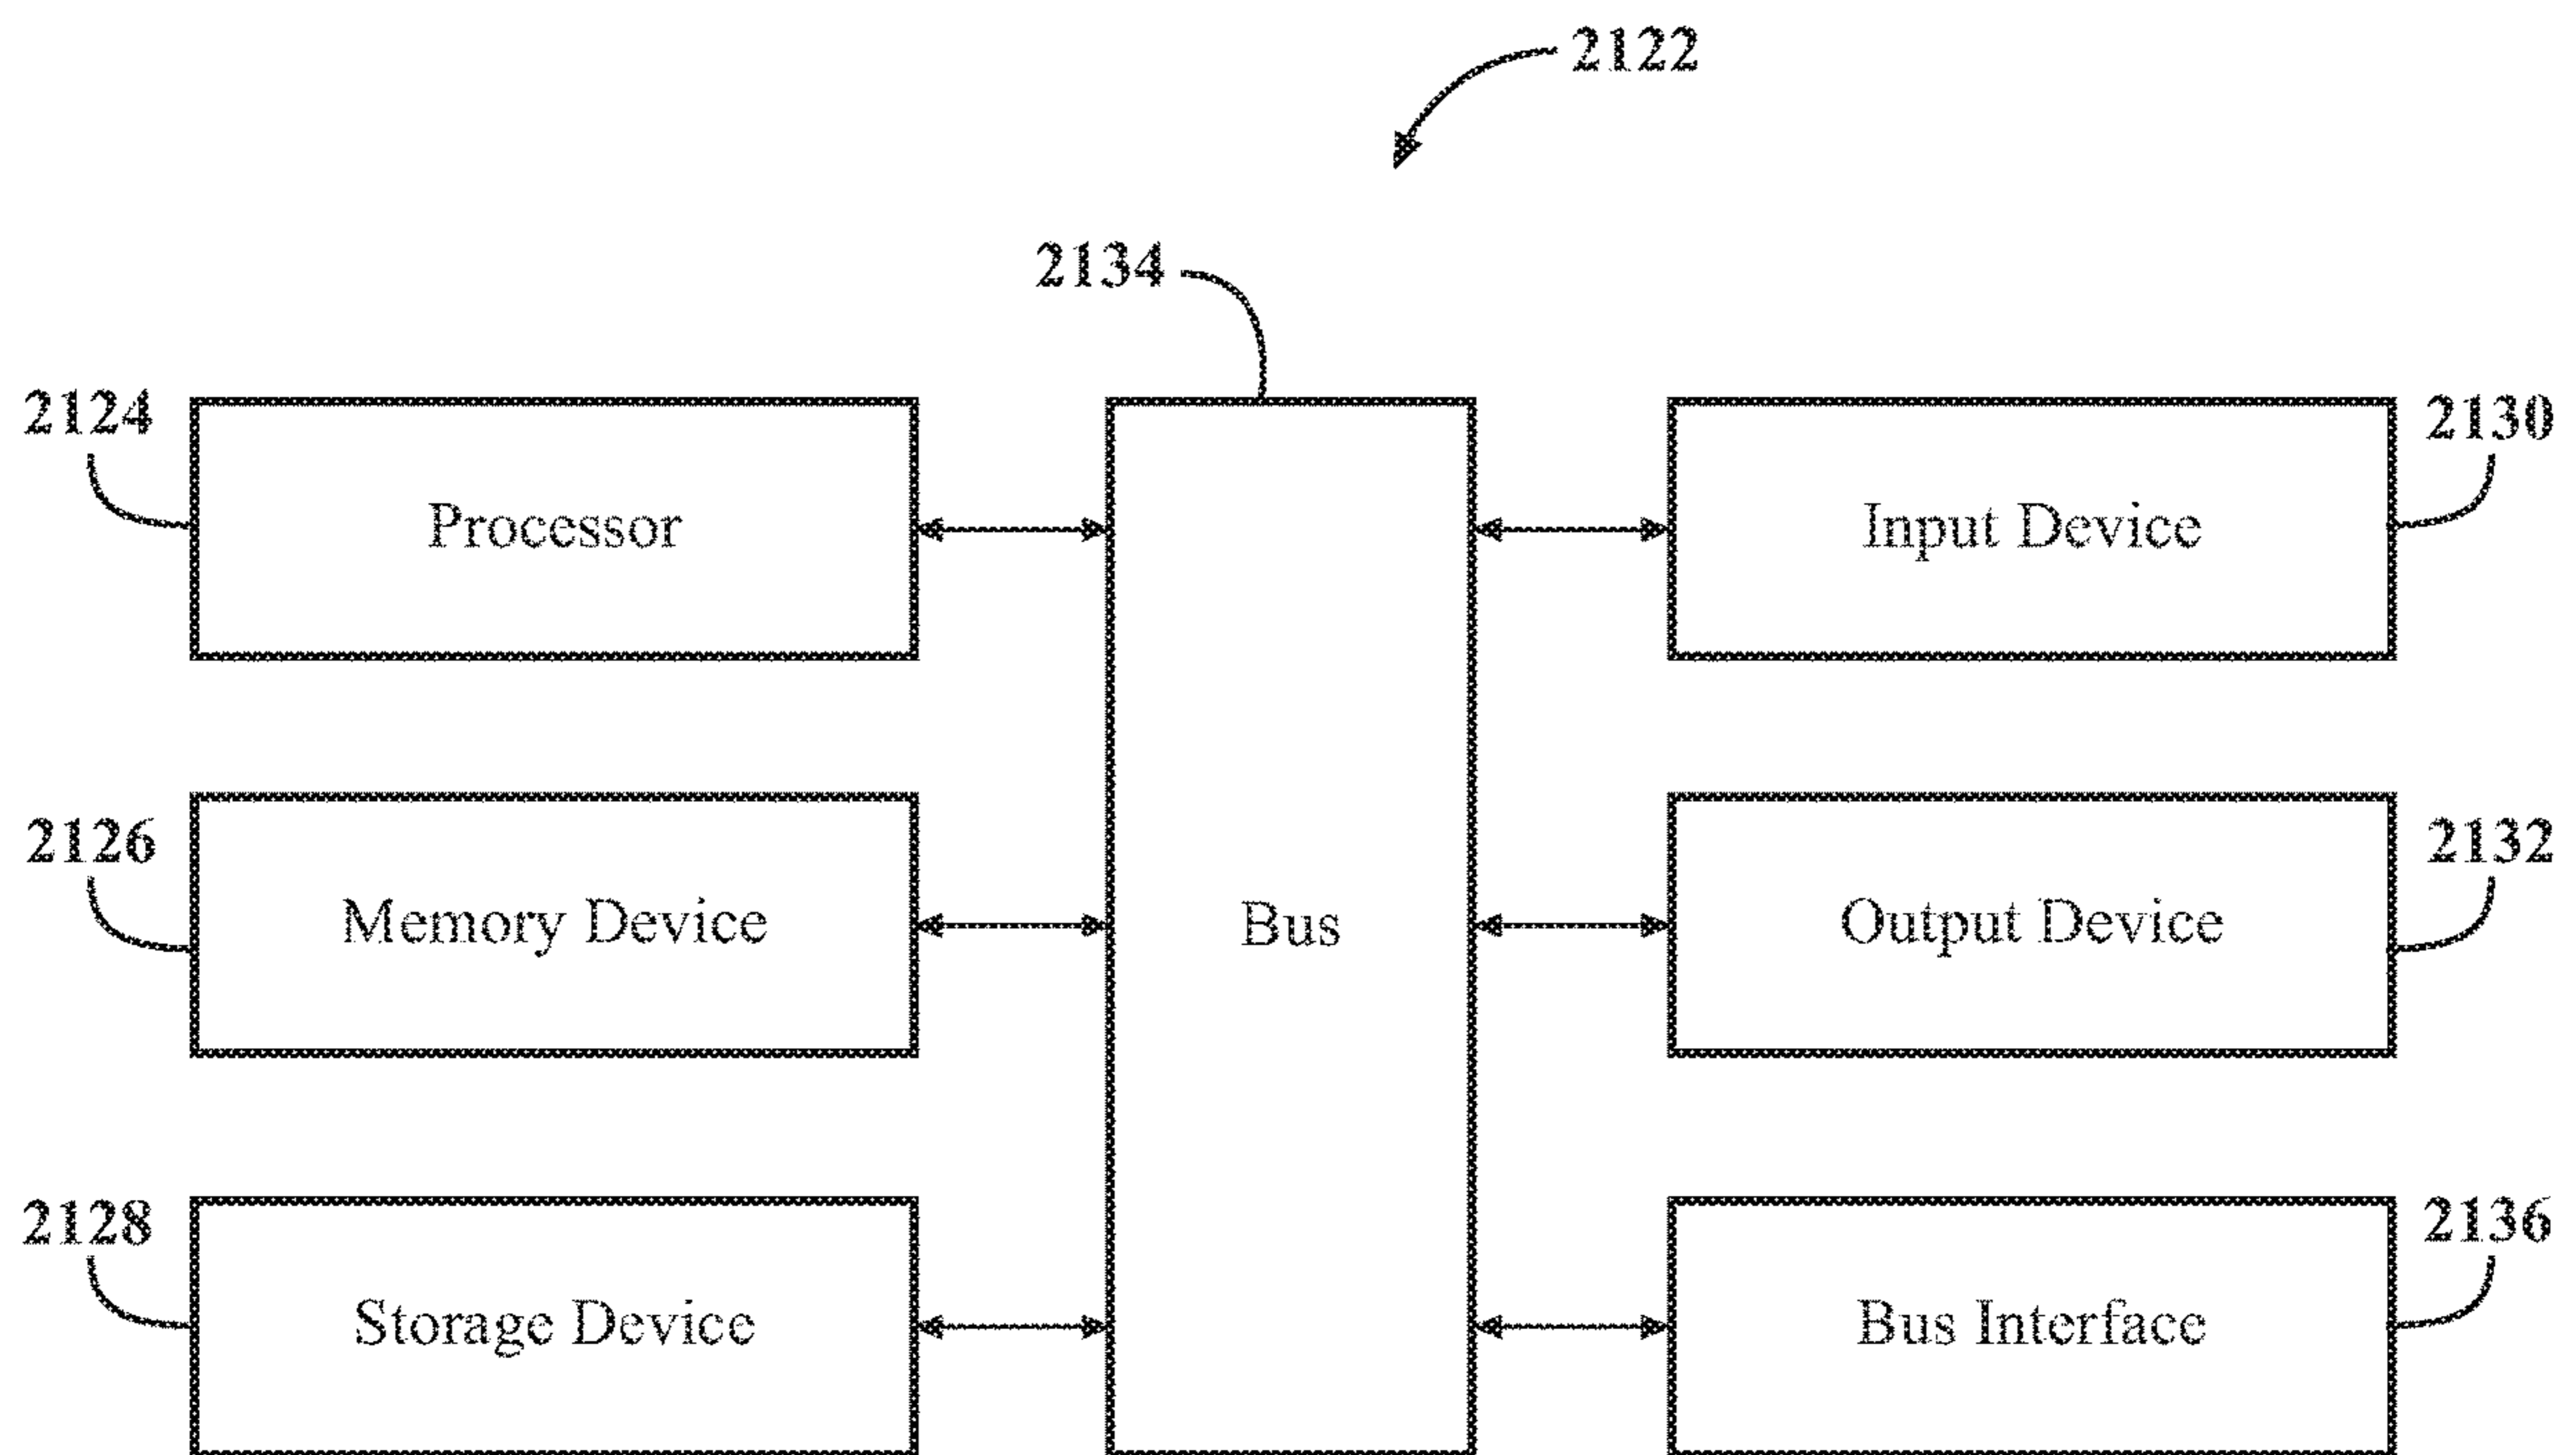 2122
2134
2124
Processor
Input Device
2130
2126
Memory Device
Bus
Output Device
2132
2128
Storage Device
Bus Interface
2136